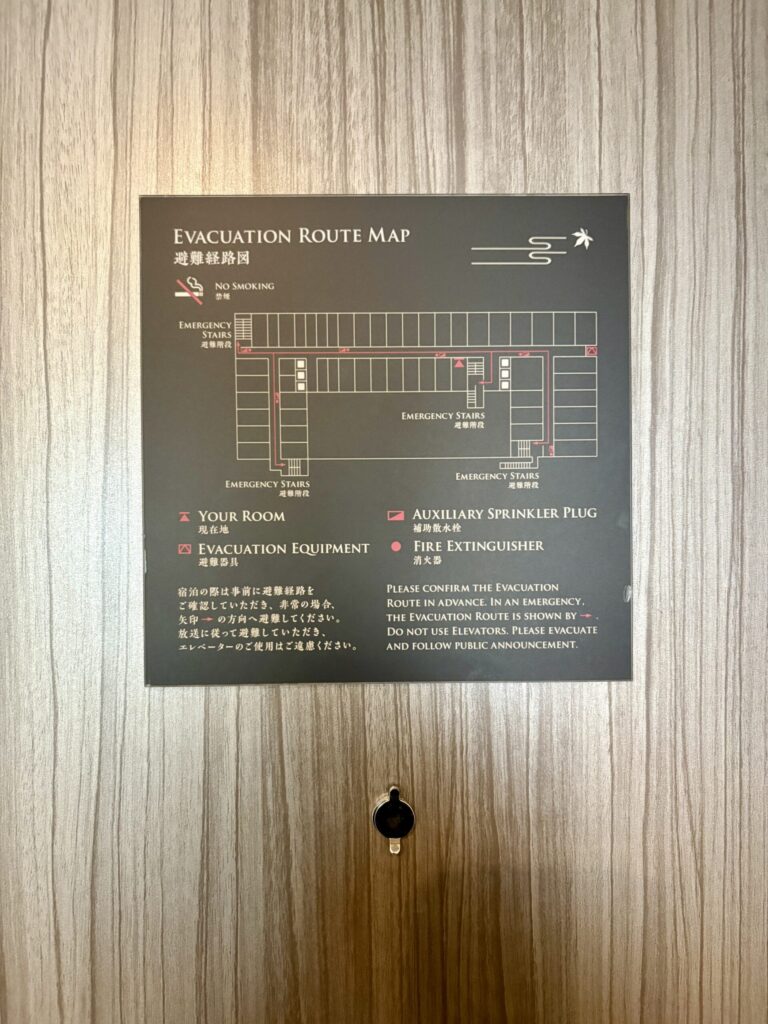 EVACUATION ROUTE MAP
避難経路図
NO SMOKING
禁煙
EMERGENCY
STAIRS
避難階段
EMERGENCY STAIRS
避難階段
EMERGENCY STAIRS
避難階段
EMERGENCY STAIRS
避難階段
YOUR ROOM
現在地
EVACUATION EQUIPMENT
避難器具
AUXILIARY SPRINKLER PLUG
補助散水栓
FIRE EXTINGUISHER
消火器
宿泊の際は事前に避難経路を
ご確認していただき、非常の場合、
矢印→の方向へ避難してください。
放送に従って避難していただき、
エレベーターのご使用はご遠慮ください。
PLEASE CONFIRM THE EVACUATION
ROUTE IN ADVANCE. IN AN EMERGENCY,
THE EVACUATION ROUTE IS SHOWN BY →.
DO NOT USE ELEVATORS. PLEASE EVACUATE
AND FOLLOW PUBLIC ANNOUNCEMENT.